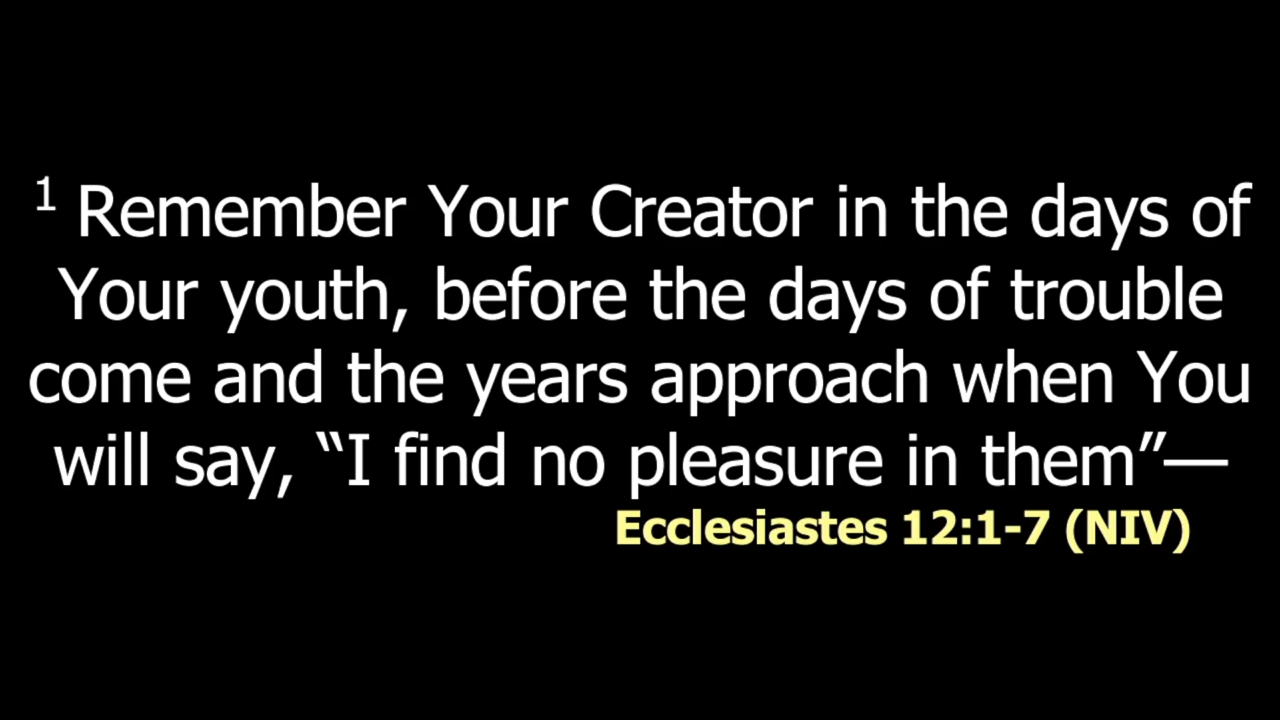 1 Remember Your Creator in the days of
Your youth, before the days of trouble
come and the years approach when You
will say, “I find no pleasure in them”—
Ecclesiastes 12:1-7 (NIV)